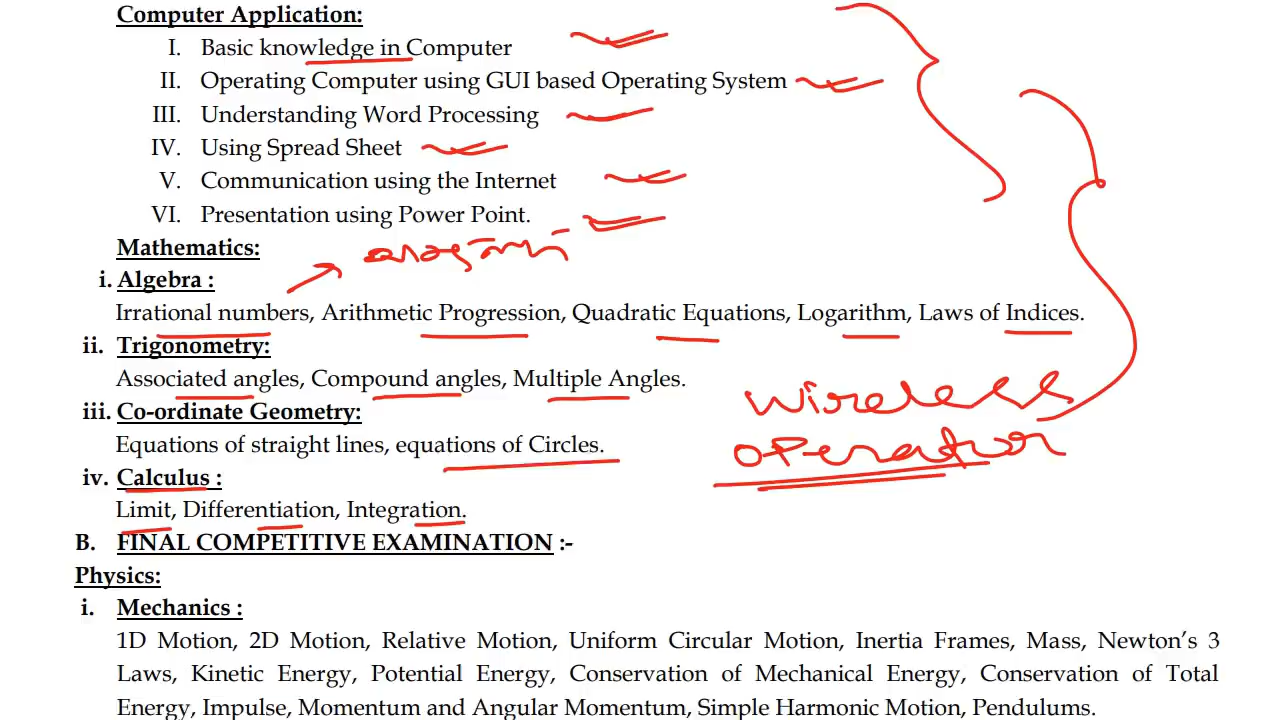 Computer Application:
I. Basic knowledge in Computer
II. Operating Computer using GUI based Operating System
III. Understanding Word Processing
IV. Using Spread Sheet
V. Communication using the Internet
VI. Presentation using Power Point.
Mathematics:
i. Algebra :
Irrational numbers, Arithmetic Progression, Quadratic Equations, Logarithm, Laws of Indices.
ii. Trigonometry:
Associated angles, Compound angles, Multiple Angles.
iii. Co-ordinate Geometry:
Equations of straight lines, equations of Circles.
wireless
operation
iv. Calculus :
Limit, Differentiation, Integration.
B. FINAL COMPETITIVE EXAMINATION :-
Physics:
i. Mechanics :
1D Motion, 2D Motion, Relative Motion, Uniform Circular Motion, Inertia Frames, Mass, Newton’s 3
Laws, Kinetic Energy, Potential Energy, Conservation of Mechanical Energy, Conservation of Total
Energy, Impulse, Momentum and Angular Momentum, Simple Harmonic Motion, Pendulums.